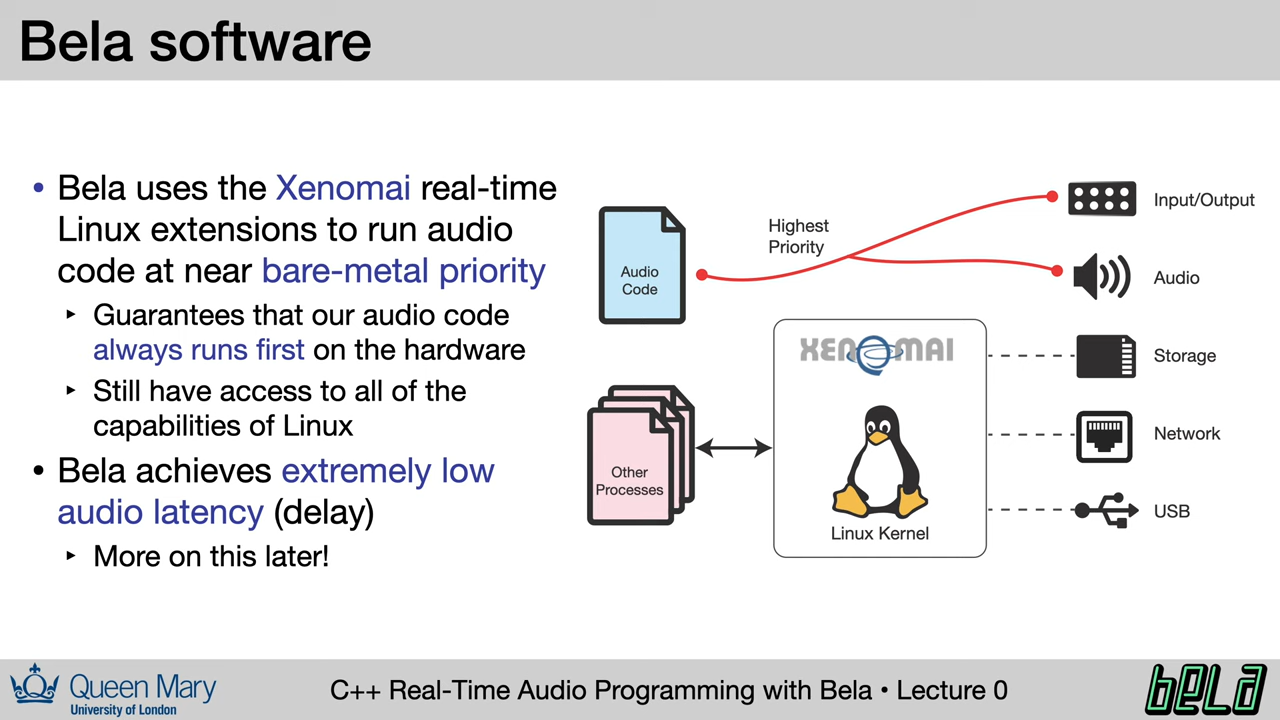 Bela software
• Bela uses the Xenomai real-time
Linux extensions to run audio
code at near bare-metal priority
‣ Guarantees that our audio code
always runs first on the hardware
‣ Still have access to all of the
capabilities of Linux
• Bela achieves extremely low
audio latency (delay)
‣ More on this later!
Audio
Code
Highest
Priority
Input/Output
Audio
Other
Processes
XENOMAI
Linux Kernel
Storage
Network
USB
Queen Mary
University of London
C++ Real-Time Audio Programming with Bela • Lecture 0
BELA